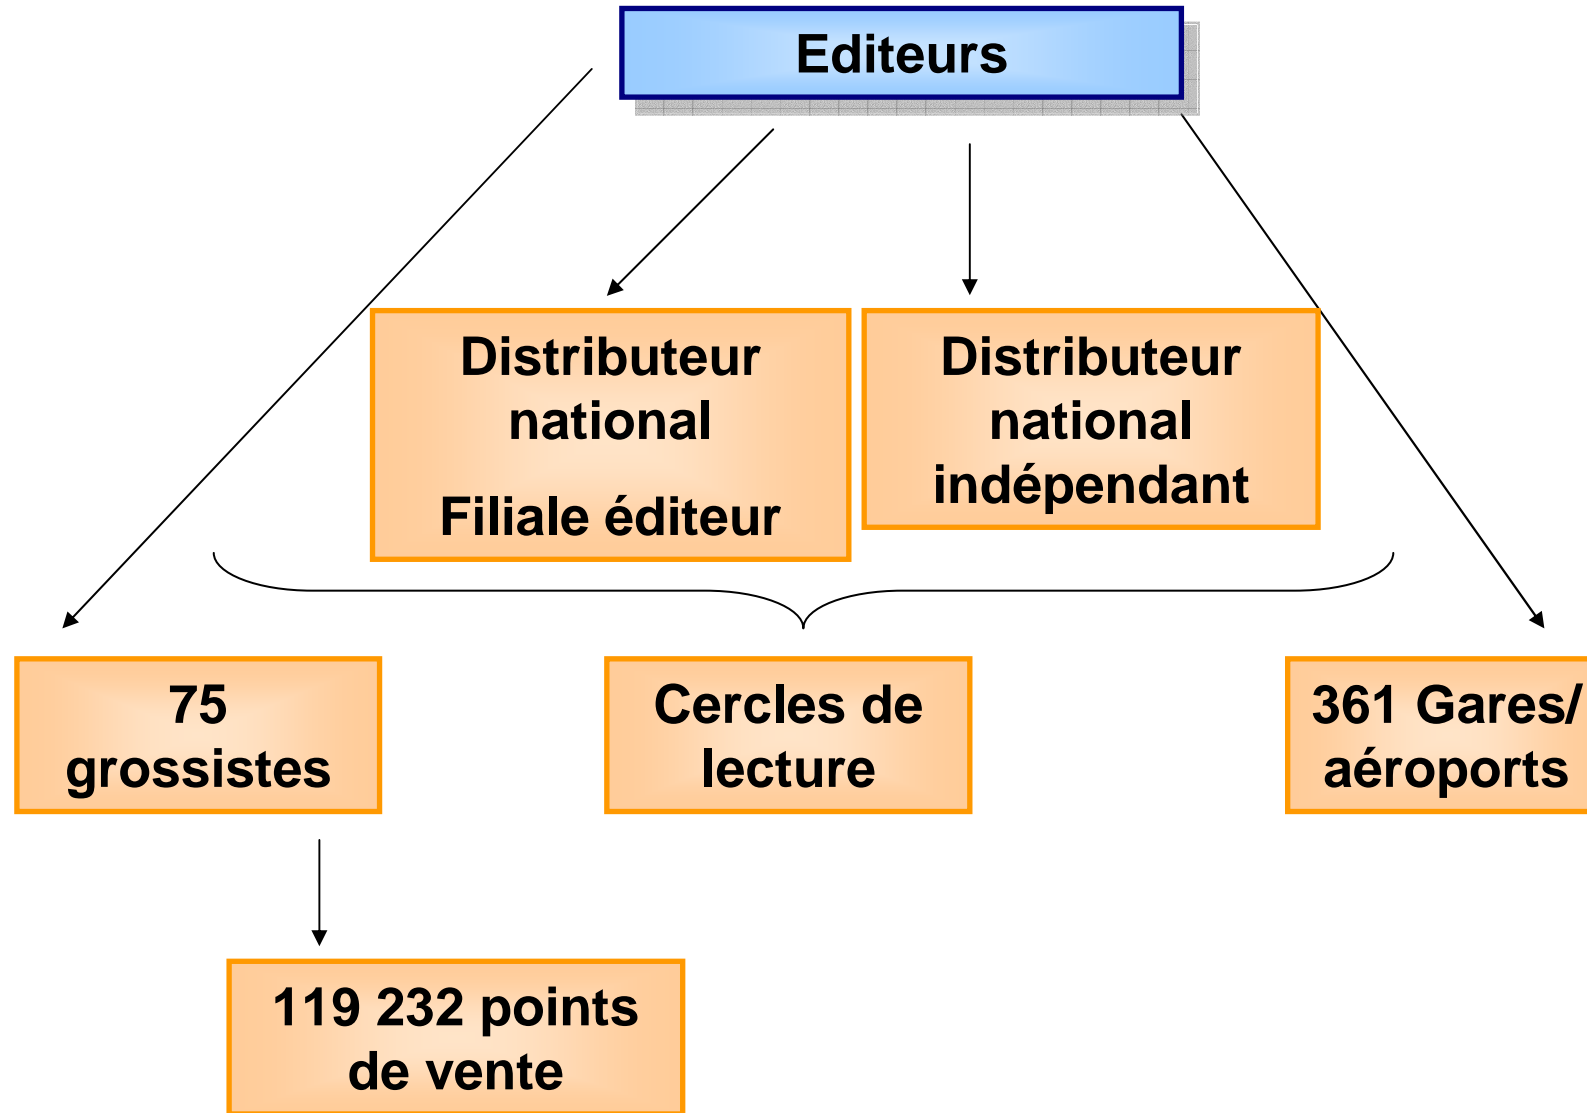 Editeurs
Distributeur
national
Filiale éditeur
Distributeur
national
indépendant
75
grossistes
Cercles de
lecture
361 Gares/
aéroports
119 232 points
de vente